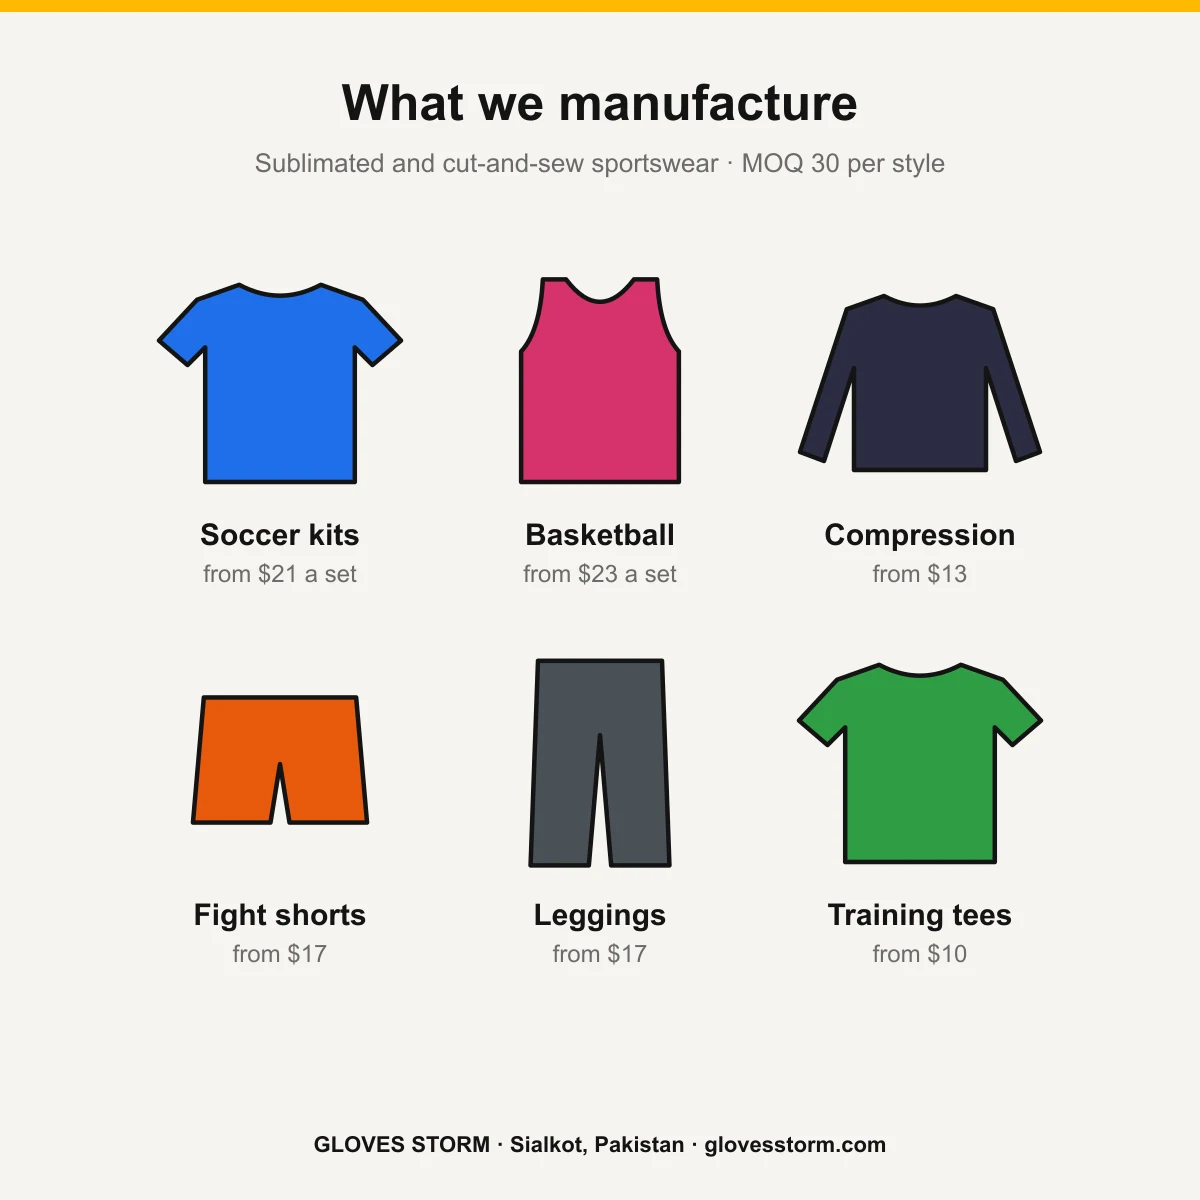 What we manufacture
Sublimated and cut-and-sew sportswear · MOQ 30 per style
Soccer kits
from $21 a set
Basketball
from $23 a set
Compression
from $13
Fight shorts
from $17
Leggings
from $17
Training tees
from $10
GLOVES STORM · Sialkot, Pakistan · glovesstorm.com